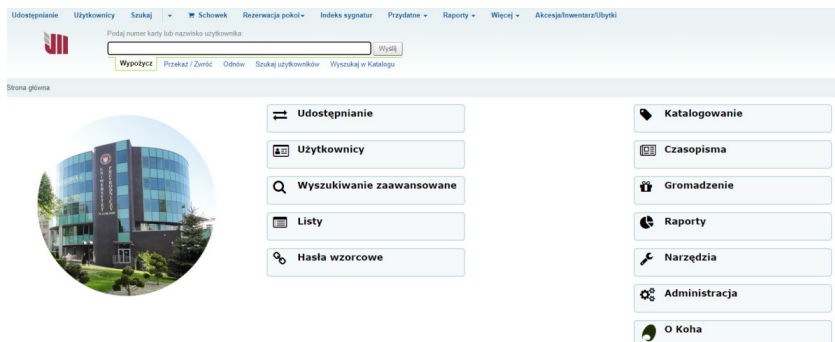 Udostępnianie Użytkownicy Szukaj Schowek Rezerwacja pokoi Indeks sygnatur Przydatne Raporty Więcej Akcesja/Inwentarz/Ubytki
Podaj numer karty lub nazwisko użytkownika:
Wyślij
Wypożycz Przekaż / Zwróć Odnów Szukaj użytkowników Wyszukaj w Katalogu
Strona główna
Udostępnianie
Użytkownicy
Wyszukiwanie zaawansowane
Listy
Hasła wzorcowe
Katalogowanie
Czasopisma
Gromadzenie
Raporty
Narzędzia
Administracja
O Koha